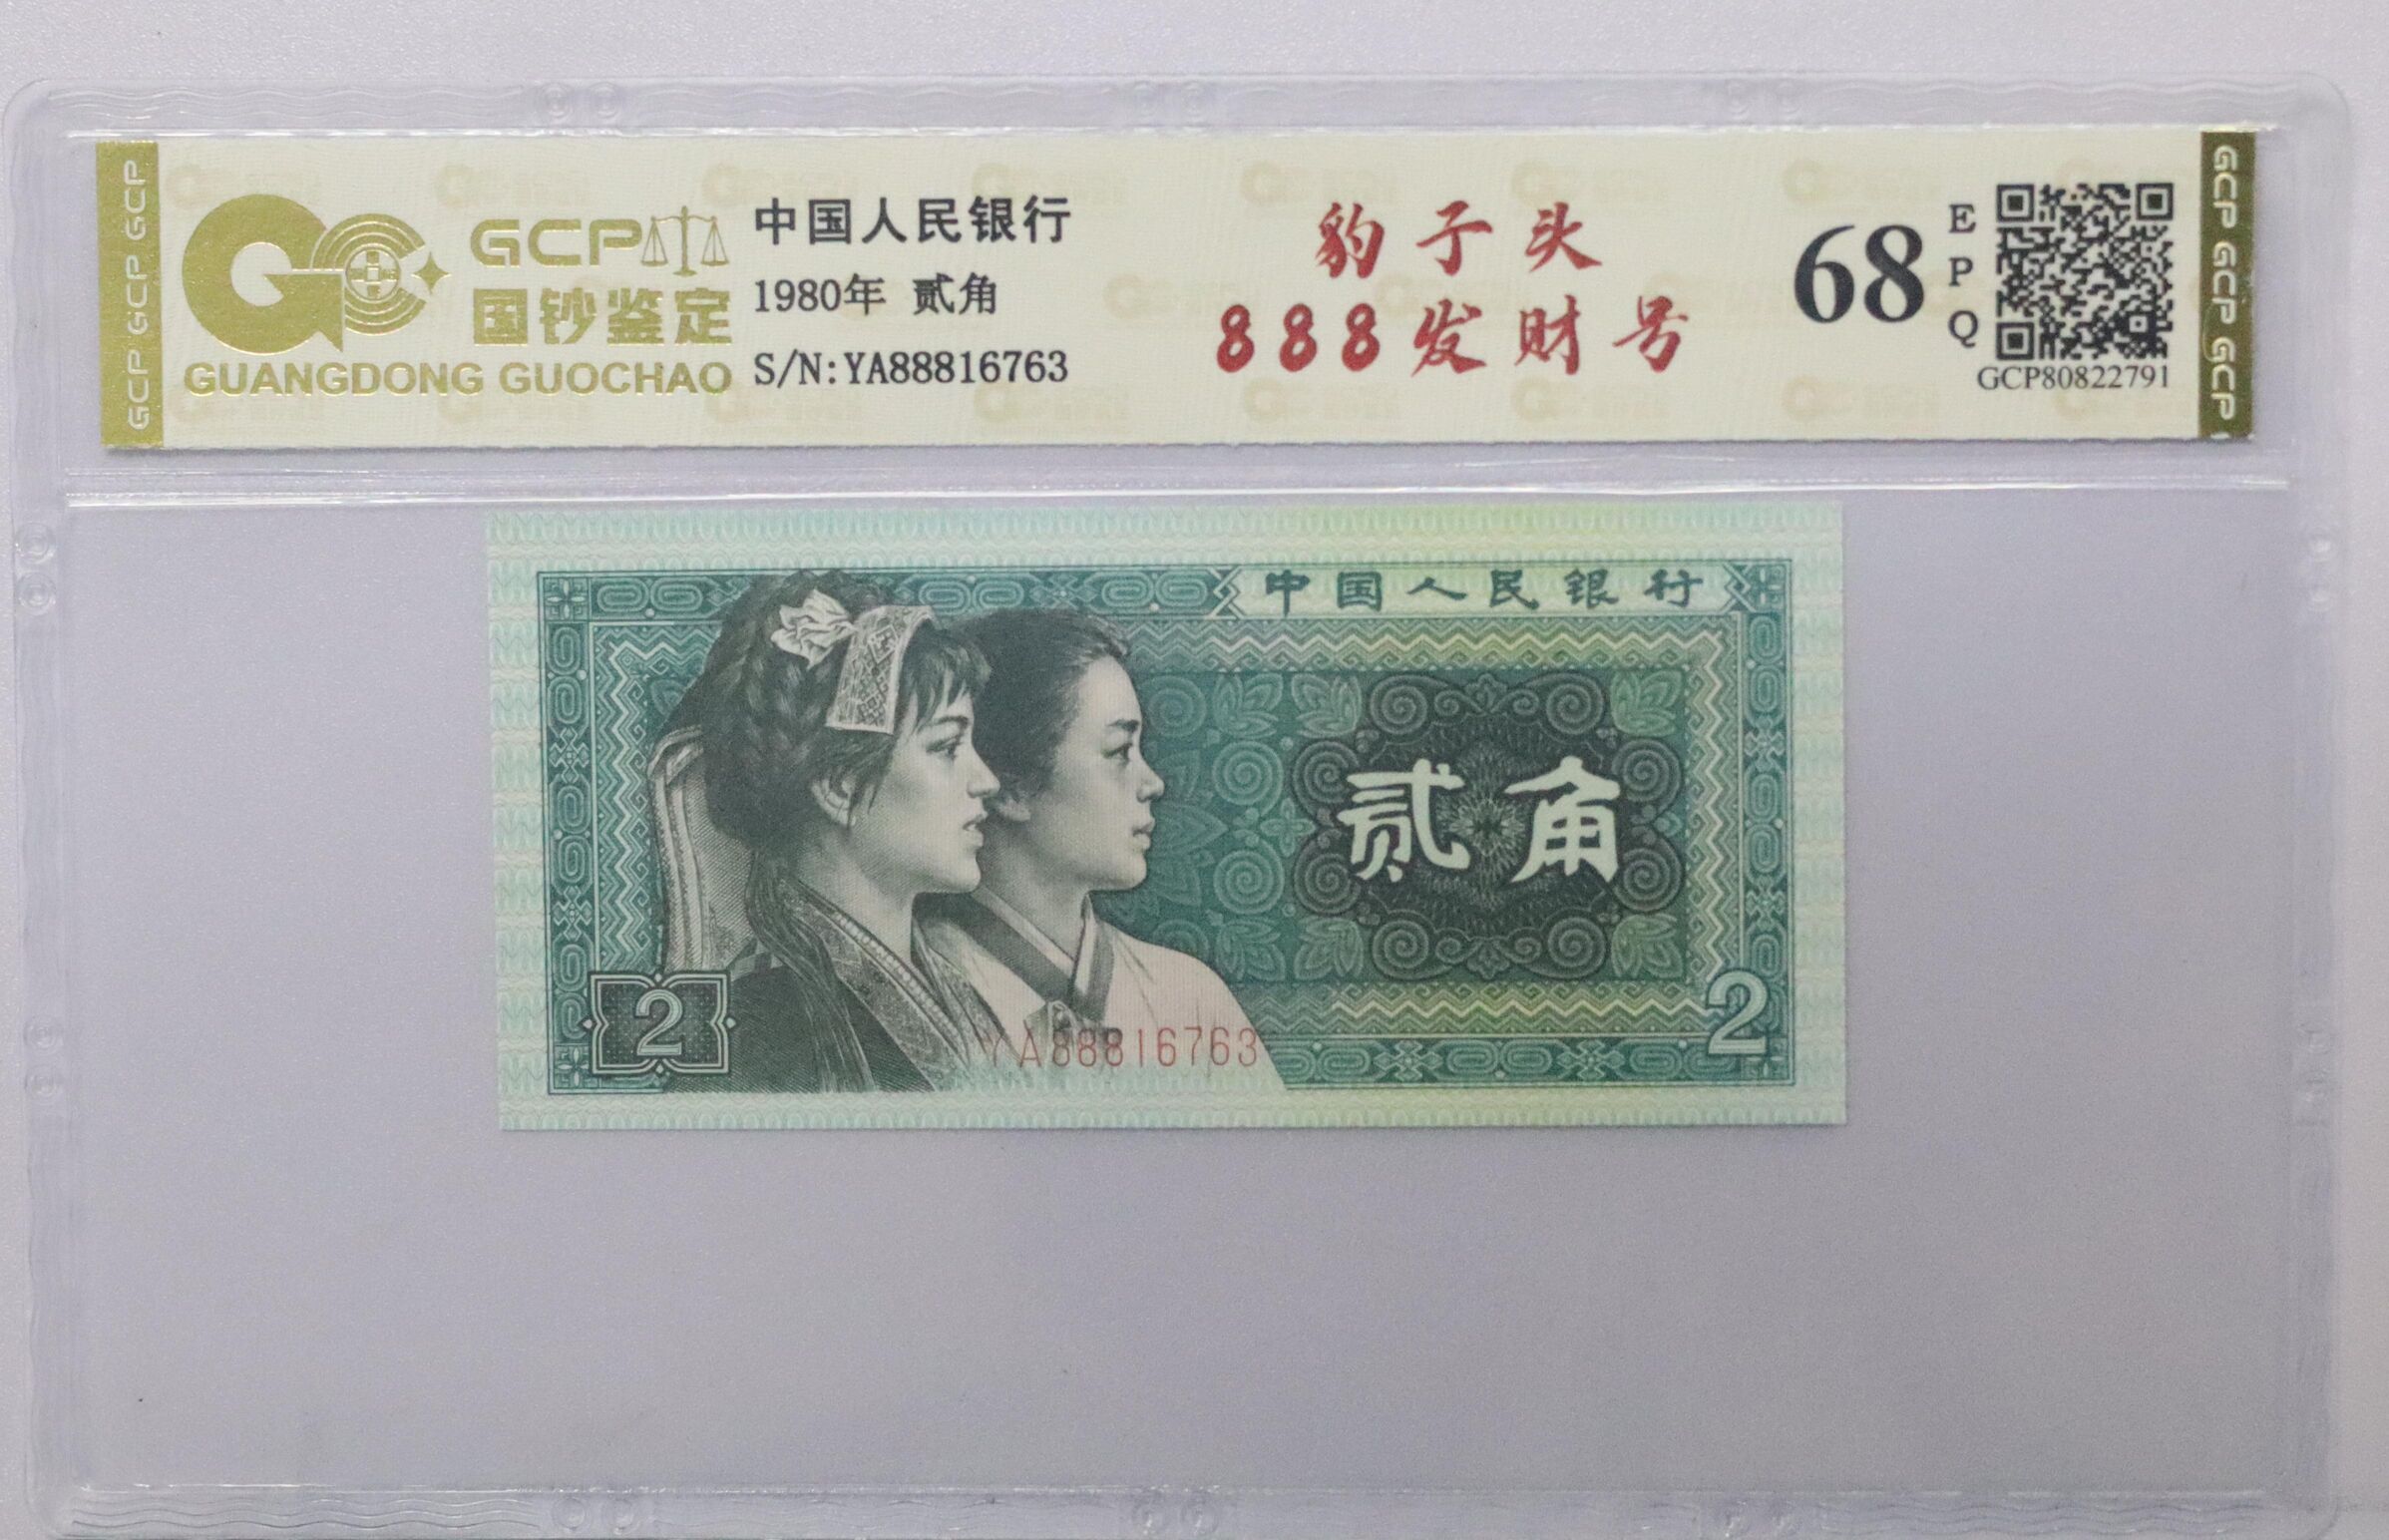 GCP GCP GCP
GCP
国钞鉴定
GUANGDONG GUOCHAO
中国人民银行
1980年 贰角
S/N:YA88816763
豹子头
888发财号
68
EPQ
GCP80822791
GCP GCP GCP GCP
中国人民银行
贰角
2
YA88816763
2